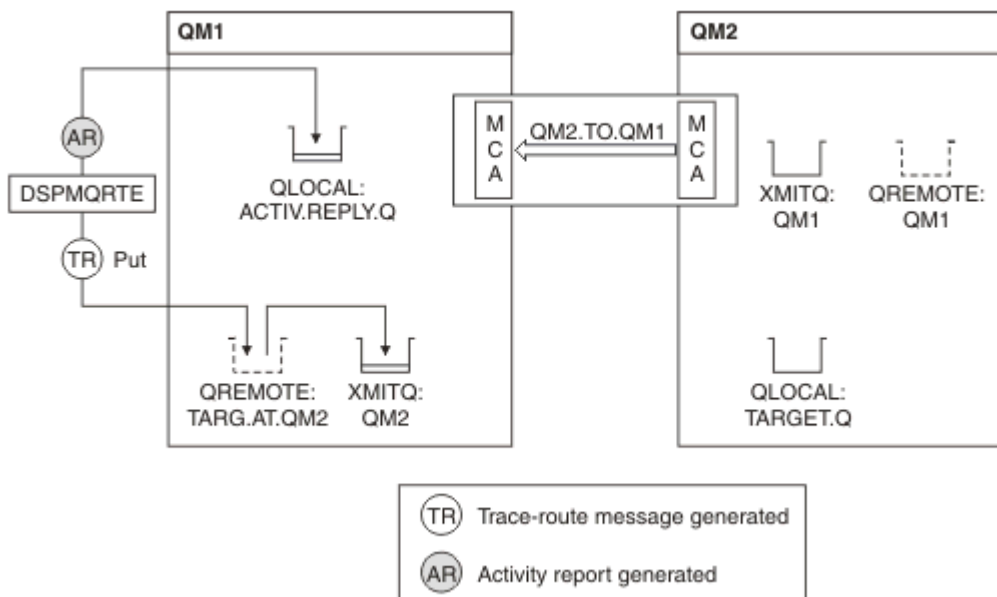 QM1
QM2
AR
DSPMQRTE
TR Put
QLOCAL:
ACTIV.REPLY.Q
M
C
A
QM2.TO.QM1
M
C
A
XMITQ:
QM1
QREMOTE:
QM1
QREMOTE:
TARG.AT.QM2
XMITQ:
QM2
QLOCAL:
TARGET.Q
TR Trace-route message generated
AR Activity report generated